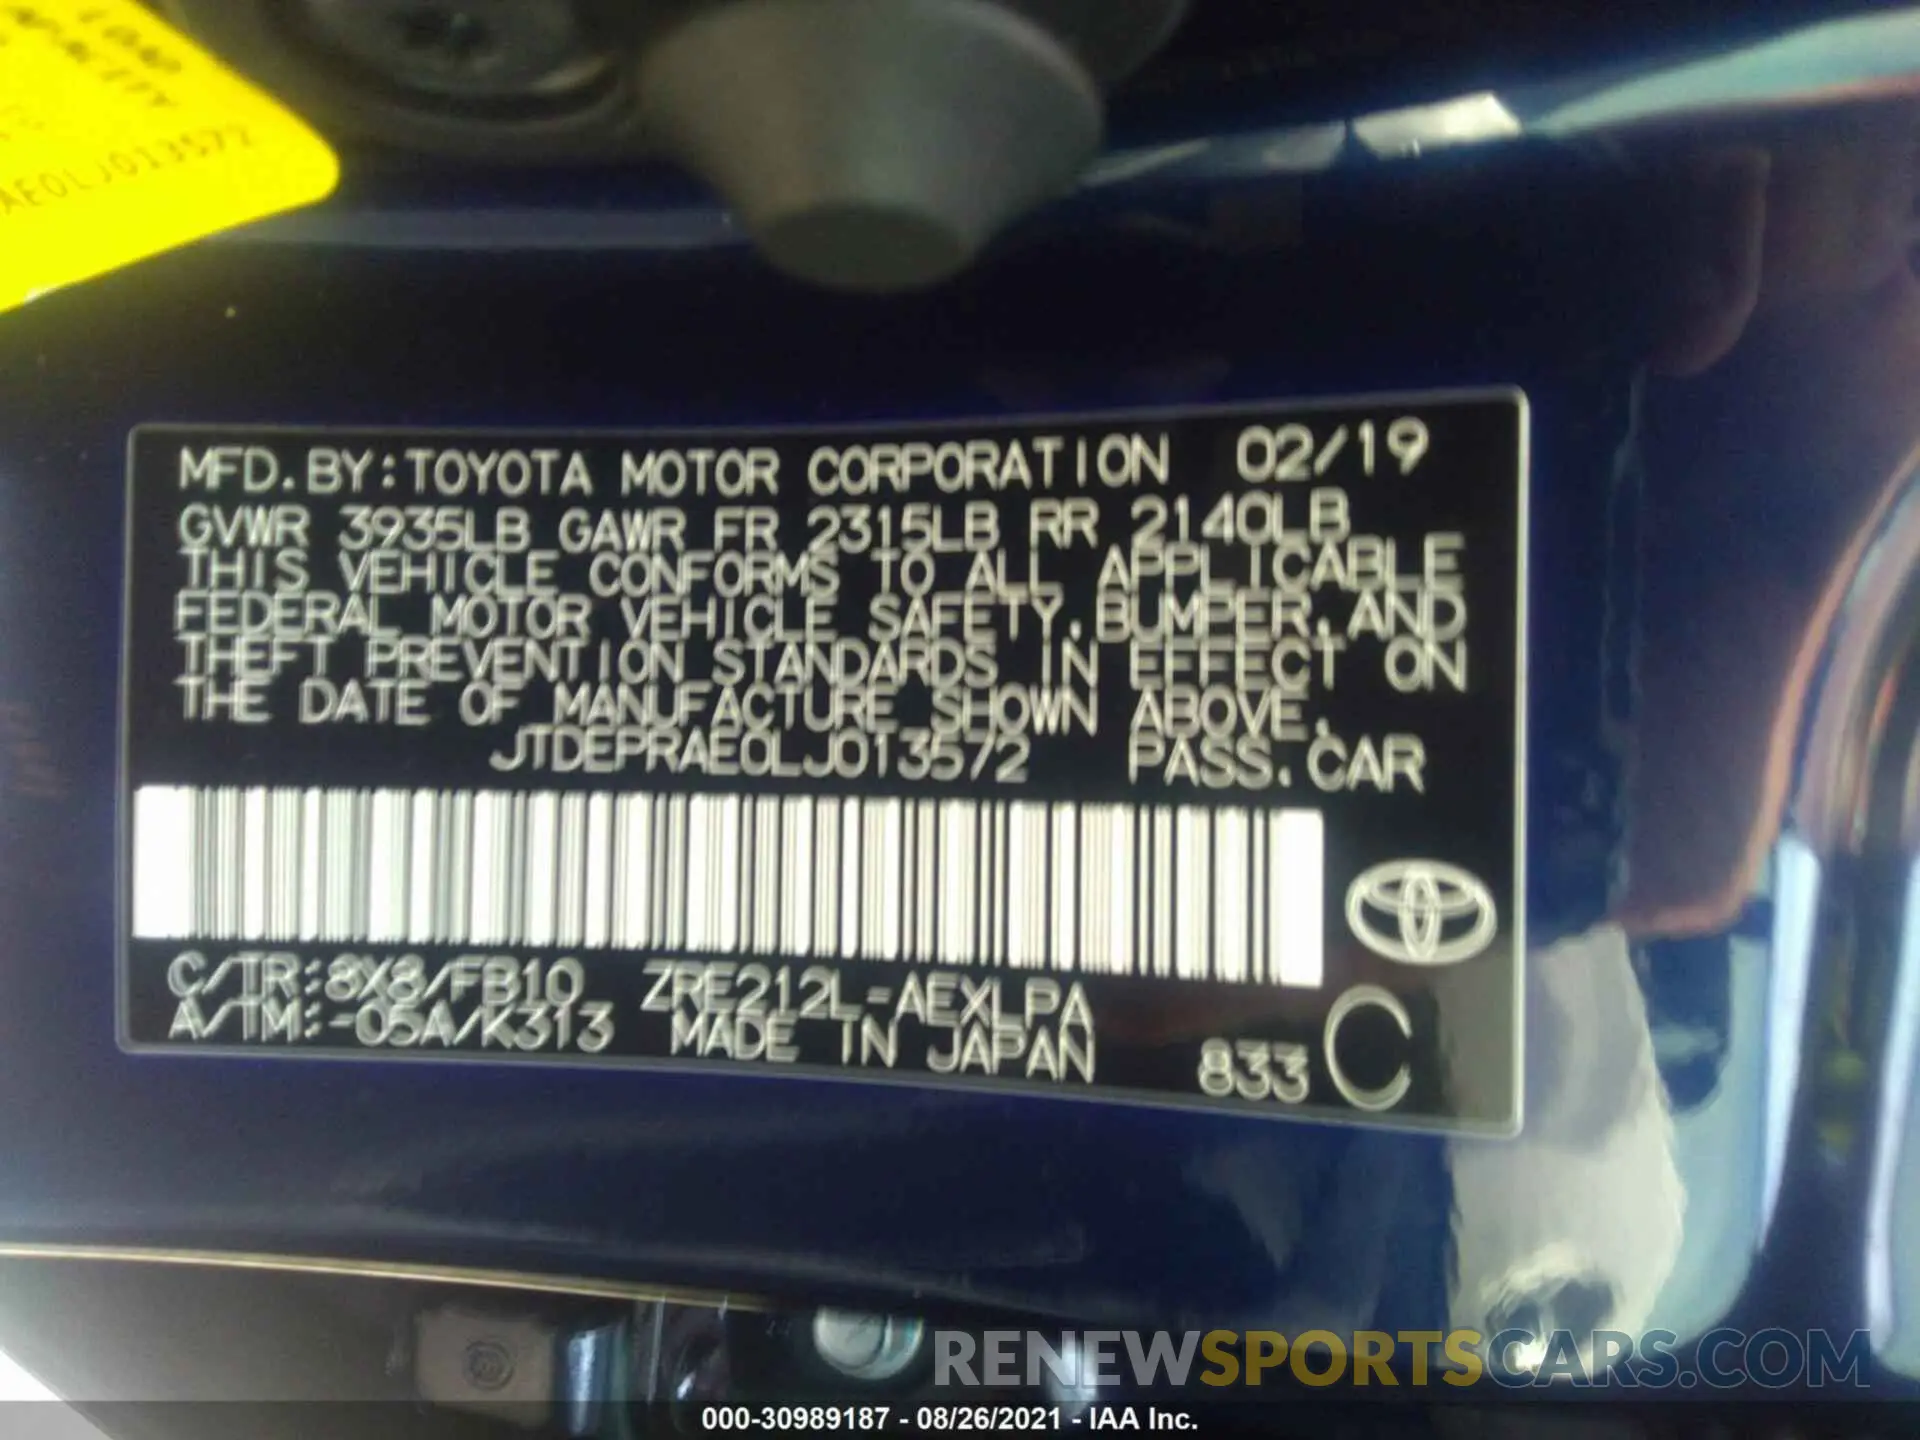 AE0LJ013572
MFD.BY:TOYOTA MOTOR CORPORATION 02/19
GVWR 3935LB GAWR FR 2315LB RR 2140LB
THIS VEHICLE CONFORMS TO ALL APPLICABLE
FEDERAL MOTOR VEHICLE SAFETY,BUMPER,AND
THEFT PREVENTION STANDARDS IN EFFECT ON
THE DATE OF MANUFACTURE SHOWN ABOVE.
JTDEPRAE0LJ013572 PASS.CAR
C/TR:8X8/FB10 ZRE212L-AEXLPA
A/TM:-05A/K313 MADE IN JAPAN 833 C
RENEWSPORTSCARS.COM
000-30989187 - 08/26/2021 - IAA Inc.